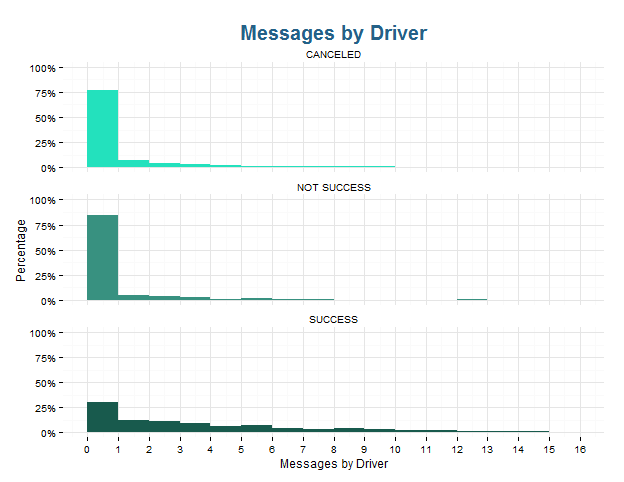 Messages by Driver
CANCELED
100%
75%
50%
25%
0%
NOT SUCCESS
100%
75%
50%
25%
0%
Percentage
SUCCESS
100%
75%
50%
25%
0%
0 1 2 3 4 5 6 7 8 9 10 11 12 13 14 15 16
Messages by Driver